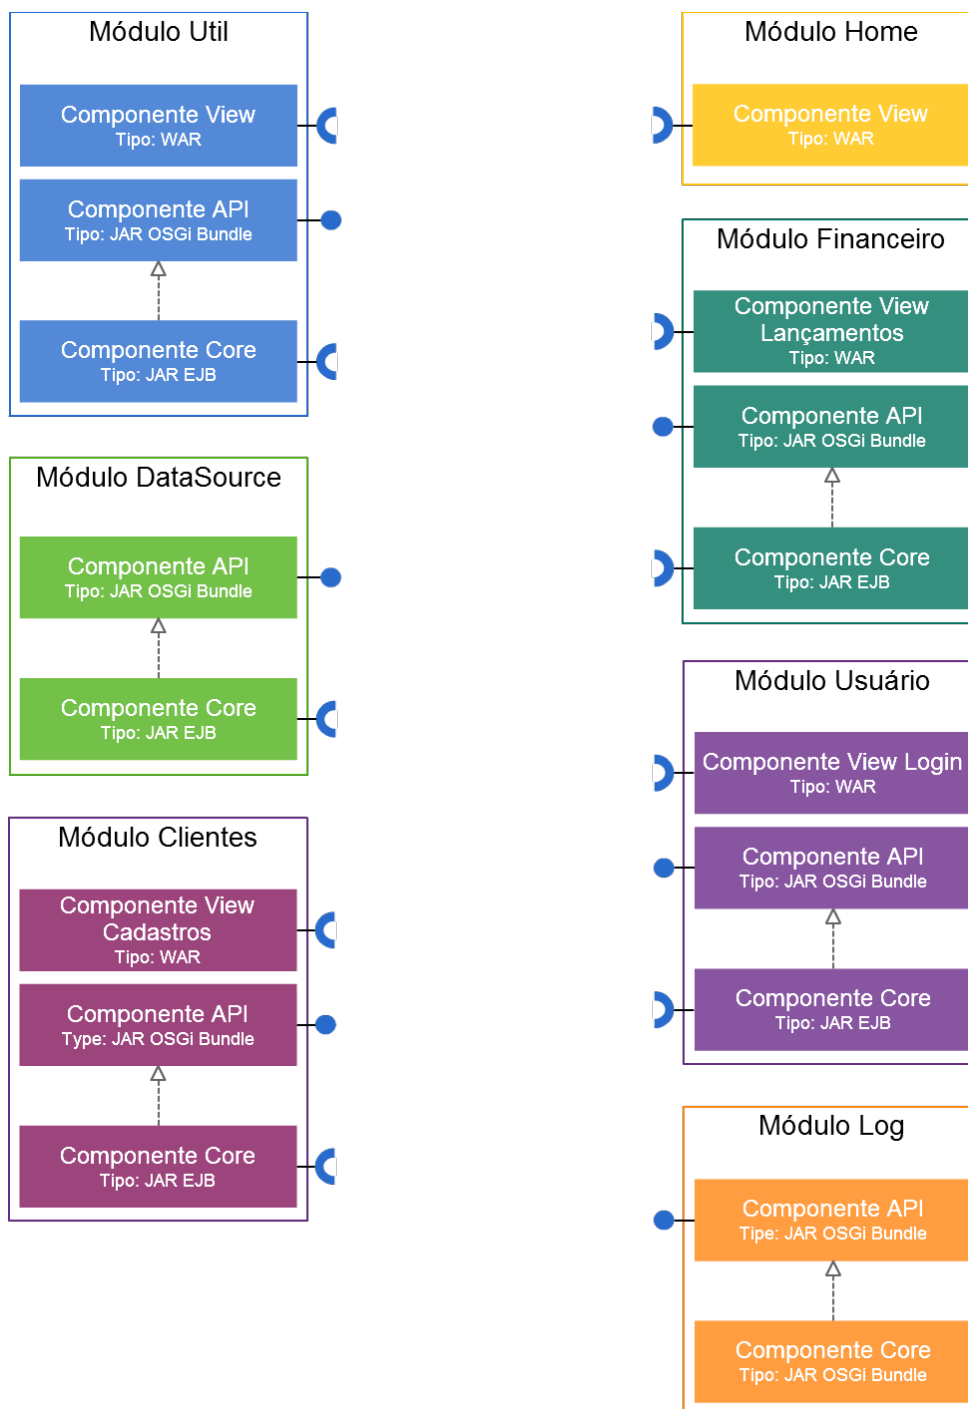 Módulo Util
Componente View
Tipo: WAR
Componente API
Tipo: JAR OSGi Bundle
Componente Core
Tipo: JAR EJB
Módulo DataSource
Componente API
Tipo: JAR OSGi Bundle
Componente Core
Tipo: JAR EJB
Módulo Clientes
Componente View
Cadastros
Tipo: WAR
Componente API
Type: JAR OSGi Bundle
Componente Core
Tipo: JAR EJB
Módulo Home
Componente View
Tipo: WAR
Módulo Financeiro
Componente View
Lançamentos
Tipo: WAR
Componente API
Tipo: JAR OSGi Bundle
Componente Core
Tipo: JAR EJB
Módulo Usuário
Componente View Login
Tipo: WAR
Componente API
Tipo: JAR OSGi Bundle
Componente Core
Tipo: JAR EJB
Módulo Log
Componente API
Tipe: JAR OSGi Bundle
Componente Core
Tipo: JAR OSGi Bundle